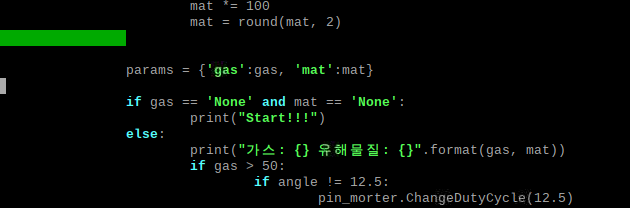 mat *= 100
mat = round(mat, 2)
params = {'gas':gas, 'mat':mat}
if gas == 'None' and mat == 'None':
print("Start!!!")
else:
print("가스: {} 유해물질: {}".format(gas, mat))
if gas > 50:
if angle != 12.5:
pin_morter.ChangeDutyCycle(12.5)